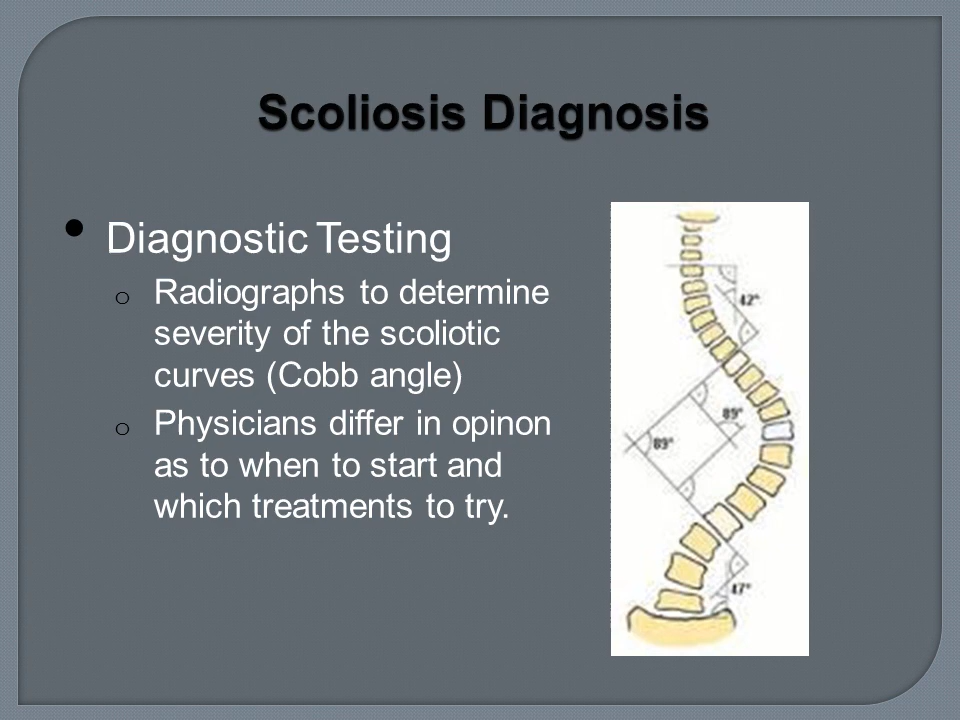 Scoliosis Diagnosis
• Diagnostic Testing
o Radiographs to determine
severity of the scoliotic
curves (Cobb angle)
o Physicians differ in opinon
as to when to start and
which treatments to try.
42°
89°
89°
47°